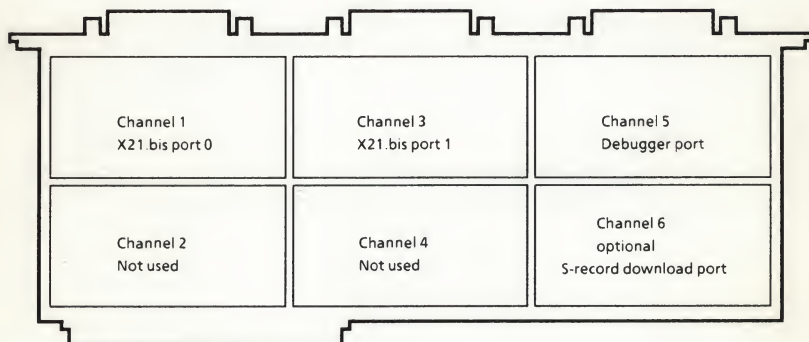 Channel 1
X21.bis port 0
Channel 3
X21.bis port 1
Channel 5
Debugger port
Channel 2
Not used
Channel 4
Not used
Channel 6
optional
S-record download port